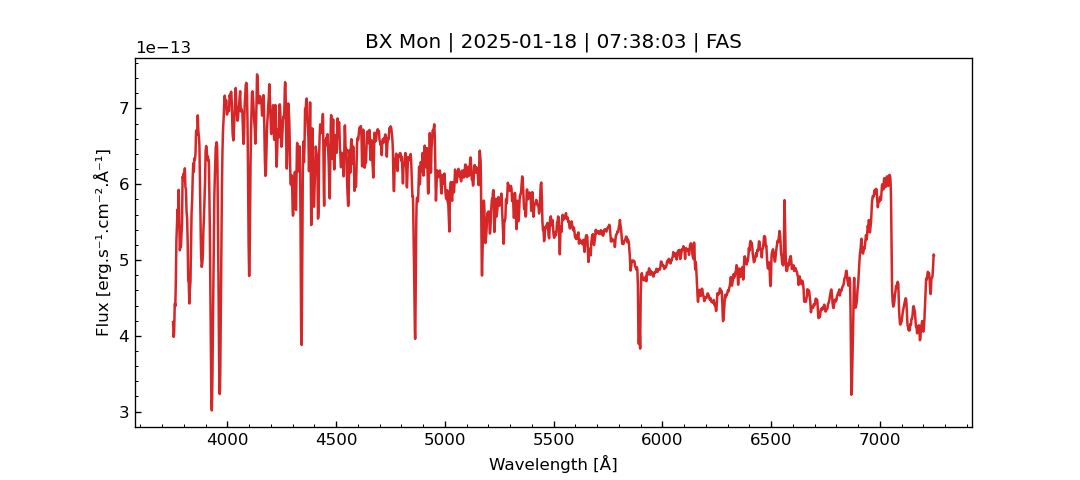 BX Mon | 2025-01-18 | 07:38:03 | FAS
1e−13
7
6
5
4
3
Flux [erg.s⁻¹.cm⁻².Å⁻¹]
4000 4500 5000 5500 6000 6500 7000
Wavelength [Å]